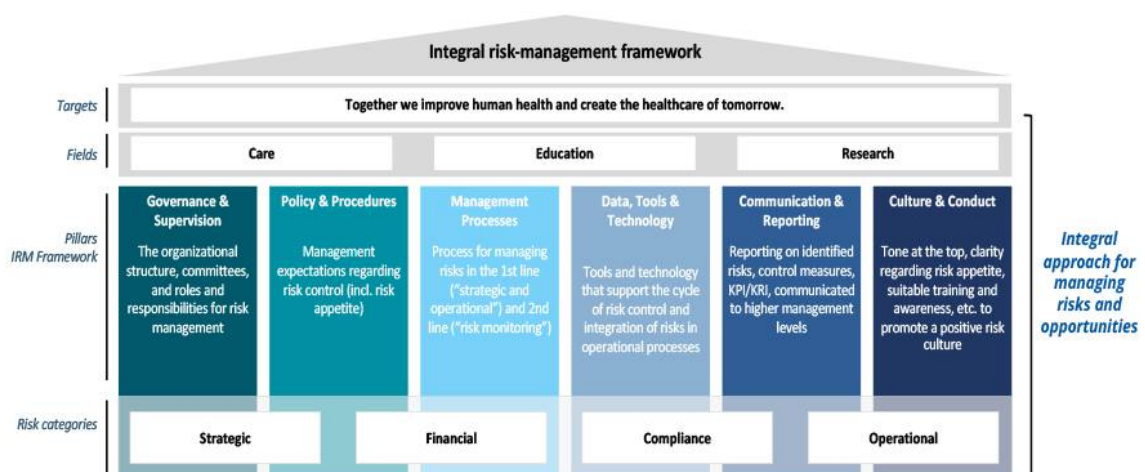 Integral risk-management framework
Targets
Together we improve human health and create the healthcare of tomorrow.
Fields
Care
Education
Research
Pillars
IRM Framework
Governance &
Supervision
The organizational
structure, committees,
and roles and
responsibilities for risk
management
Policy & Procedures
Management
expectations regarding
risk control (incl. risk
appetite)
Management
Processes
Process for managing
risks in the 1st line
("strategic and
operational") and 2nd
line ("risk monitoring")
Data, Tools &
Technology
Tools and technology
that support the cycle
of risk control and
integration of risks in
operational processes
Communication &
Reporting
Reporting on identified
risks, control measures,
KPI/KRI, communicated
to higher management
levels
Culture & Conduct
Tone at the top, clarity
regarding risk appetite,
suitable training and
awareness, etc. to
promote a positive risk
culture
Integral
approach for
managing
risks and
opportunities
Risk categories
Strategic
Financial
Compliance
Operational